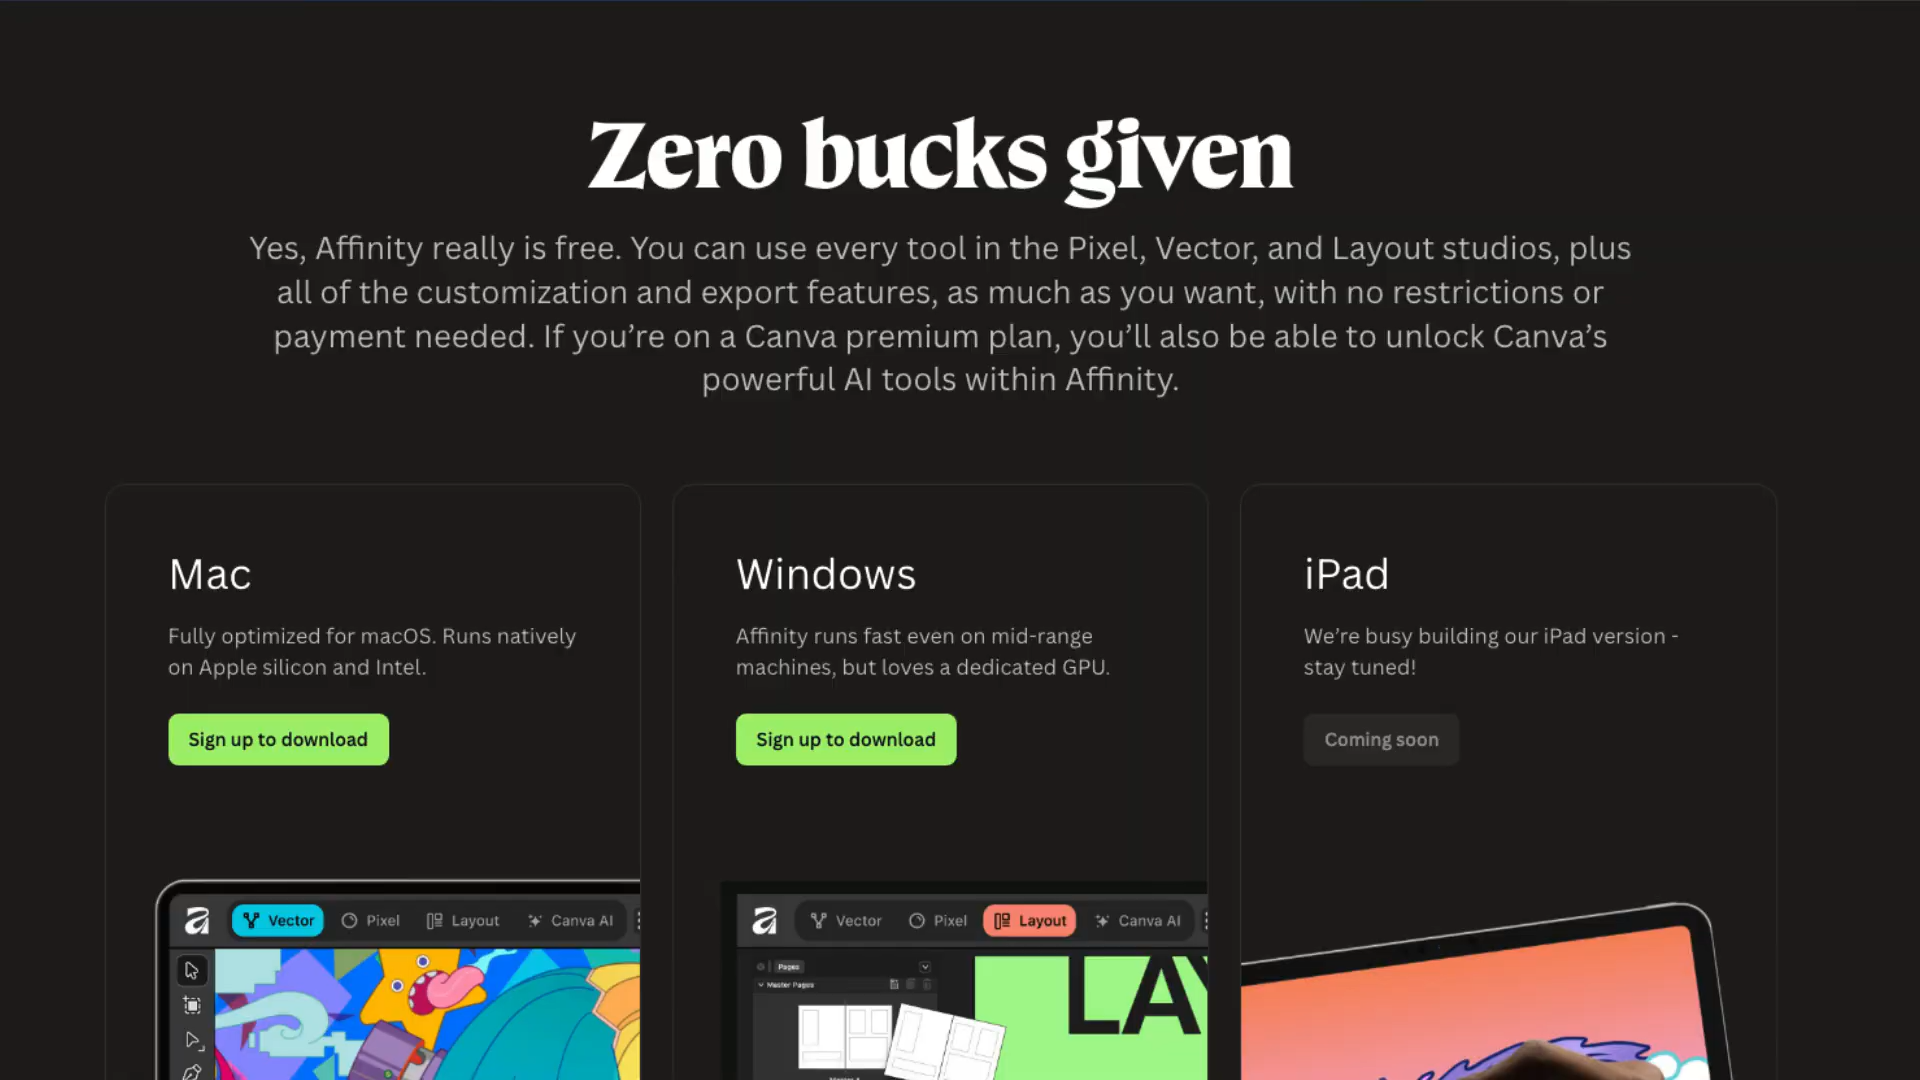 Zero bucks given
Yes, Affinity really is free. You can use every tool in the Pixel, Vector, and Layout studios, plus
all of the customization and export features, as much as you want, with no restrictions or
payment needed. If you’re on a Canva premium plan, you’ll also be able to unlock Canva’s
powerful AI tools within Affinity.
Mac
Fully optimized for macOS. Runs natively
on Apple silicon and Intel.
Sign up to download
Windows
Affinity runs fast even on mid-range
machines, but loves a dedicated GPU.
Sign up to download
iPad
We’re busy building our iPad version -
stay tuned!
Coming soon
Vector Pixel Layout Canva AI
Vector Pixel Layout Canva AI
Pages
Master Pages
LAY